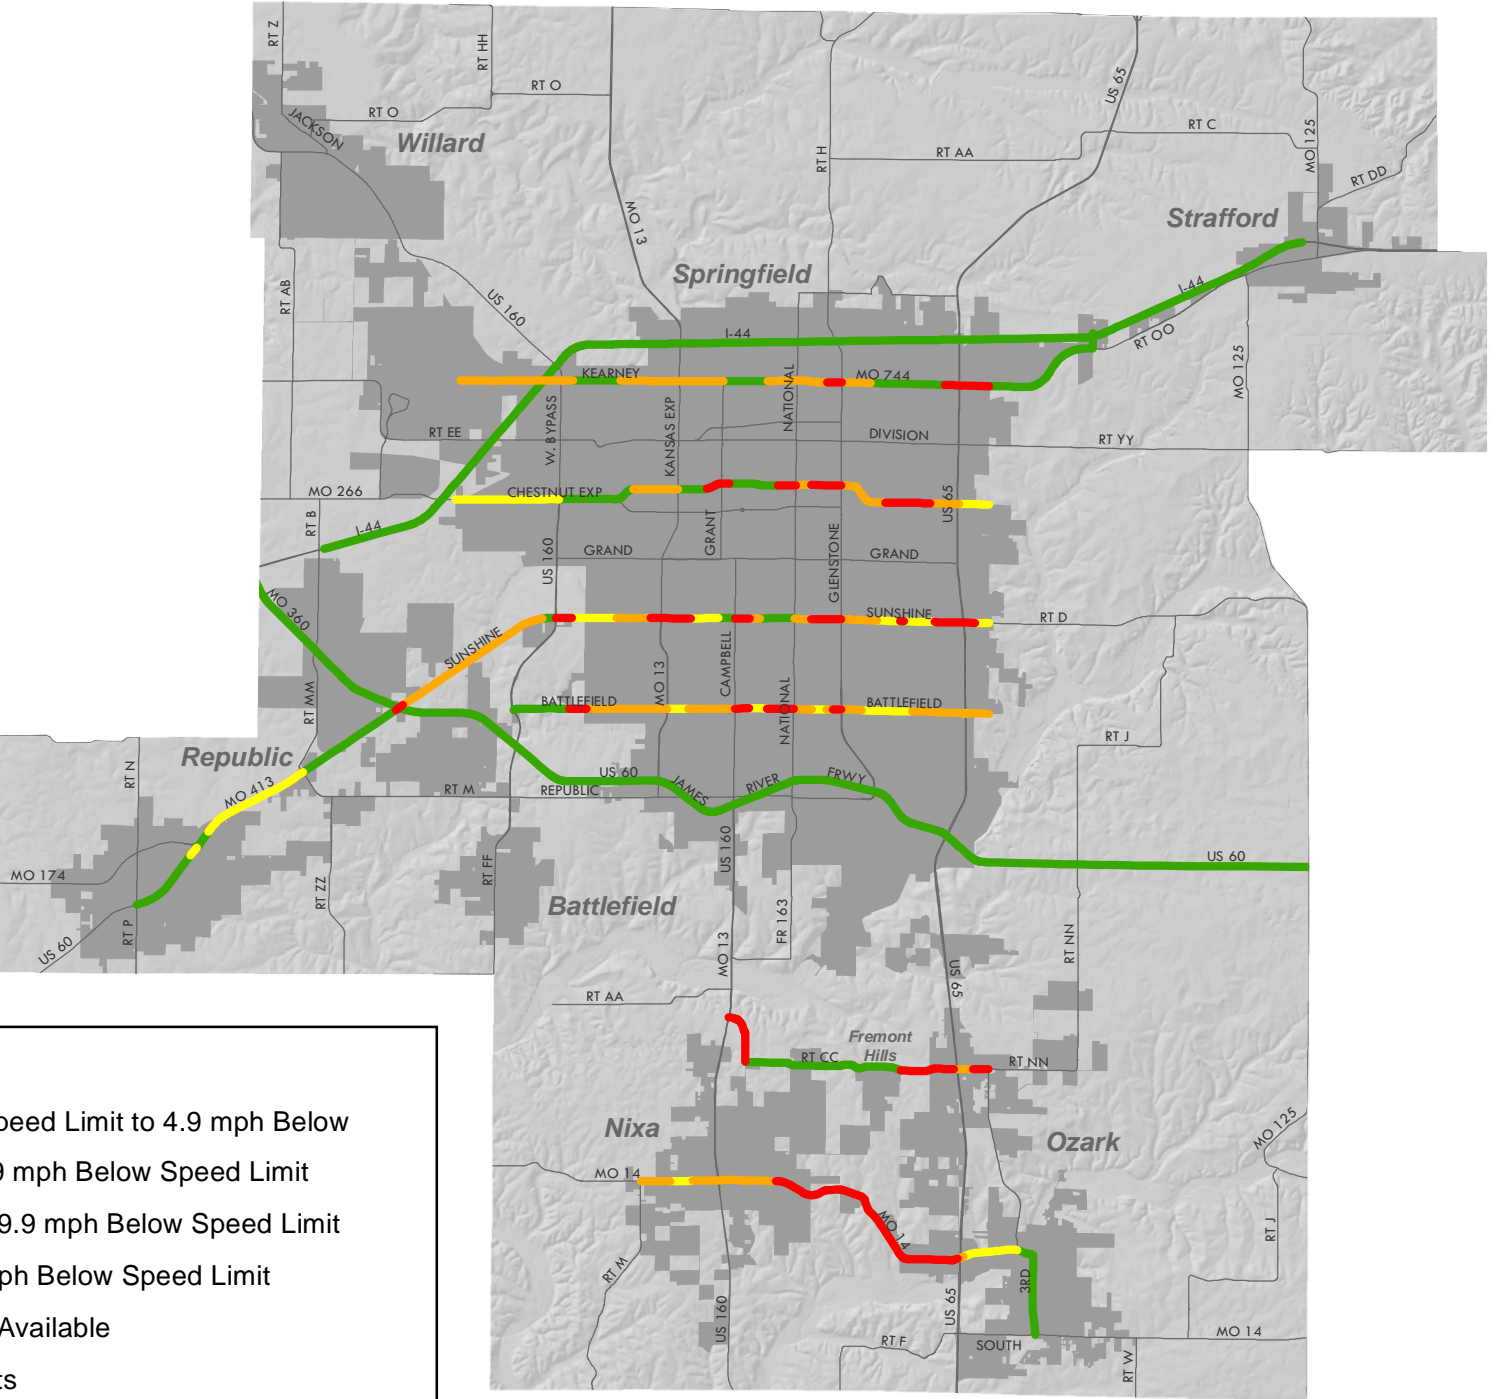 RT Z
RT HH
RT O
RT O
JACKSON
Willard
RT H
US 65
RT C
RT AA
MO 125
RT DD
MO 13
Strafford
Springfield
RT AB
US 160
I-44
I-44
RT OO
MO 125
KEARNEY
NATIONAL
MO 744
W. BYPASS
KANSAS EXP
RT EE
DIVISION
RT YY
MO 266
CHESTNUT EXP
US 65
RT B
I-44
GRANT
GLENSTONE
US 160
GRAND
GRAND
MO 360
SUNSHINE
RT D
SUNSHINE
CAMPBELL
MO 13
RT MM
BATTLEFIELD
NATIONAL
BATTLEFIELD
RT J
Republic
RT N
MO 413
RT M
US 60
REPUBLIC
JAMES
RIVER
FRWY
US 160
US 60
MO 174
RT ZZ
RT FF
RT P
US 60
Battlefield
FR 163
MO 13
RT NN
US 65
RT AA
Fremont
Hills
RT CC
RT NN
peed Limit to 4.9 mph Below
9 mph Below Speed Limit
9.9 mph Below Speed Limit
ph Below Speed Limit
Available
ts
Nixa
Ozark
MO 125
MO 14
MO 14
RT J
RT M
3RD
US 160
US 65
RT F
SOUTH
RT W
MO 14